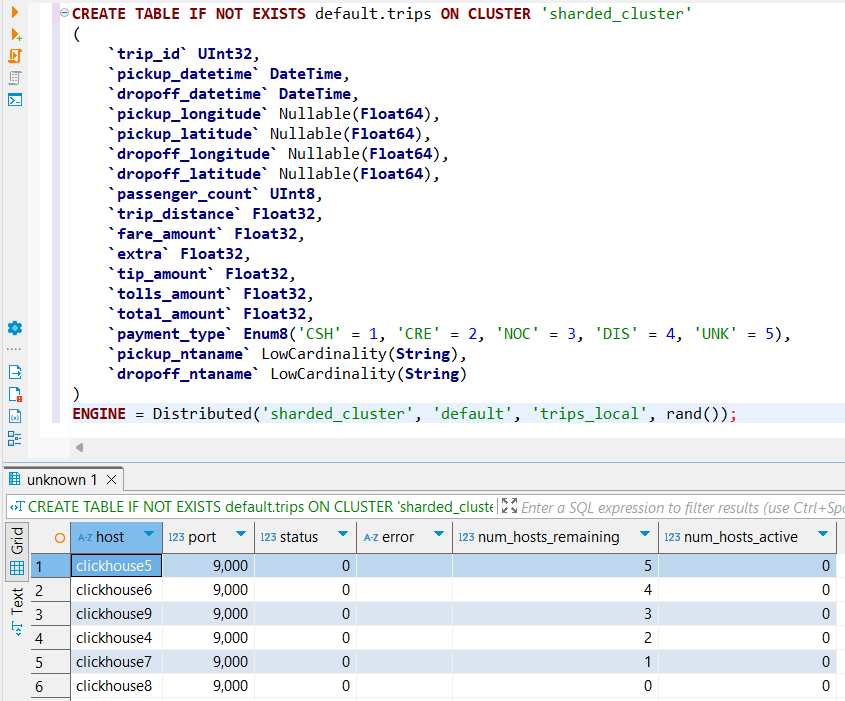 CREATE TABLE IF NOT EXISTS default.trips ON CLUSTER 'sharded_cluster'
(
`trip_id` UInt32,
`pickup_datetime` DateTime,
`dropoff_datetime` DateTime,
`pickup_longitude` Nullable(Float64),
`pickup_latitude` Nullable(Float64),
`dropoff_longitude` Nullable(Float64),
`dropoff_latitude` Nullable(Float64),
`passenger_count` UInt8,
`trip_distance` Float32,
`fare_amount` Float32,
`extra` Float32,
`tip_amount` Float32,
`tolls_amount` Float32,
`total_amount` Float32,
`payment_type` Enum8('CSH' = 1, 'CRE' = 2, 'NOC' = 3, 'DIS' = 4, 'UNK' = 5),
`pickup_ntaname` LowCardinality(String),
`dropoff_ntaname` LowCardinality(String)
)
ENGINE = Distributed('sharded_cluster', 'default', 'trips_local', rand());
unknown 1
CREATE TABLE IF NOT EXISTS default.trips ON CLUSTER 'sharded_cluste Enter a SQL expression to filter results (use Ctrl+Spa
Grid
Text
A-Z host 123 port 123 status A-Z error 123 num_hosts_remaining 123 num_hosts_active
1 clickhouse5 9,000 0 5 0
2 clickhouse6 9,000 0 4 0
3 clickhouse9 9,000 0 3 0
4 clickhouse4 9,000 0 2 0
5 clickhouse7 9,000 0 1 0
6 clickhouse8 9,000 0 0 0